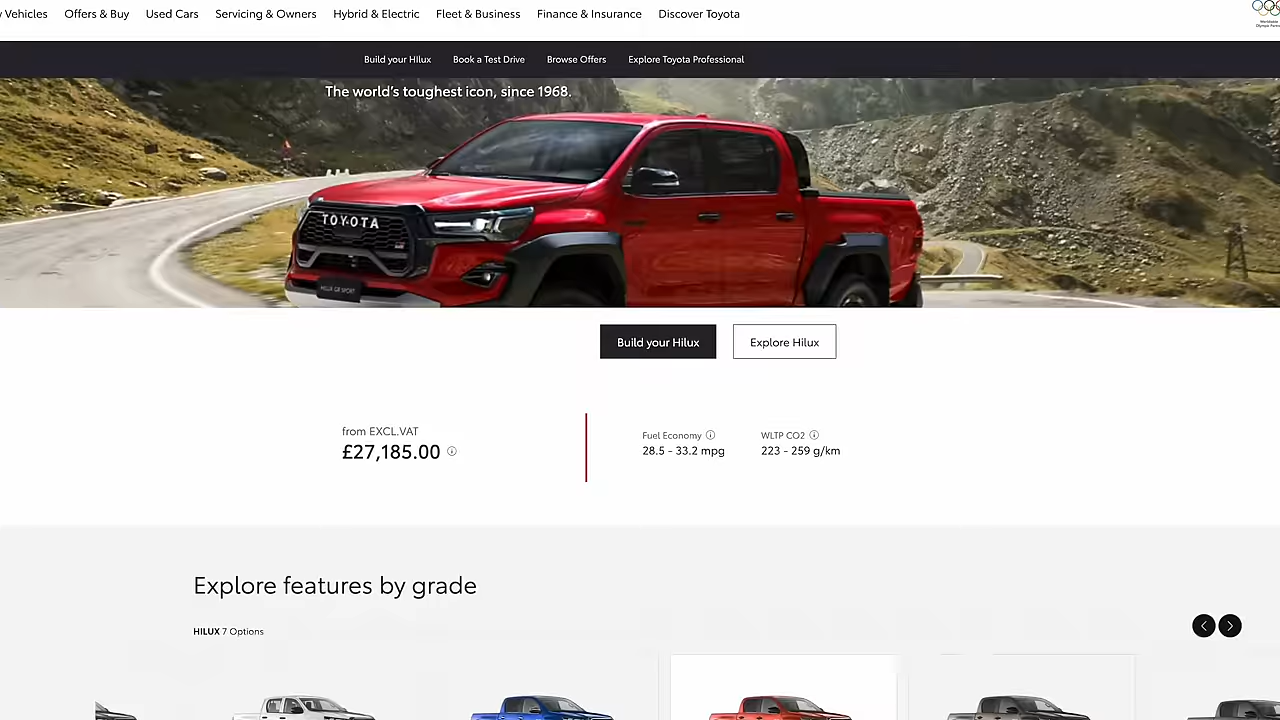 Vehicles Offers & Buy Used Cars Servicing & Owners Hybrid & Electric Fleet & Business Finance & Insurance Discover Toyota
Build your HIlux Book a Test Drive Browse Offers Explore Toyota Professional
The world's toughest icon, since 1968.
TOYOTA
HILUX GR SPORT
Build your Hilux Explore Hilux
from EXCL.VAT
£27,185.00
Fuel Economy WLTP CO2
28.5 - 33.2 mpg 223 - 259 g/km
Explore features by grade
HILUX 7 Options